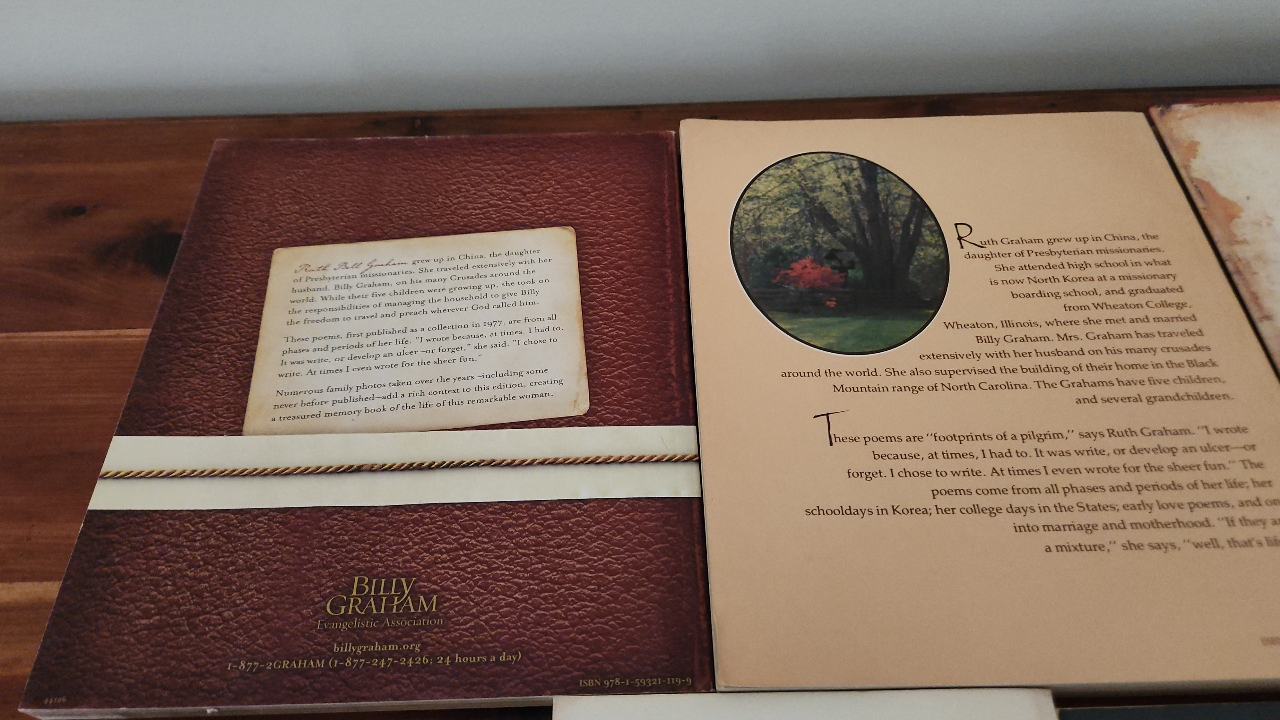 Ruth Bell Graham grew up in China, the daughter
of Presbyterian missionaries. She traveled extensively with her
husband, Billy Graham, on his many Crusades around the
world. While their five children were growing up, she took on
the responsibilities of managing the household to give Billy
the freedom to travel and preach wherever God called him.
These poems, first published as a collection in 1977, are from all
phases and periods of her life. "I wrote because, at times, I had to.
It was write, or develop an ulcer—or forget," she said. "I chose to
write. At times I even wrote for the sheer fun."
Numerous family photos taken over the years—including some
never before published—add a rich context to this edition, creating
a treasured memory book of the life of this remarkable woman.
BILLY
GRAHAM
Evangelistic Association
billygraham.org
1-877-2GRAHAM (1-877-247-2426; 24 hours a day)
ISBN 978-1-59321-119-9
Ruth Graham grew up in China, the
daughter of Presbyterian missionaries.
She attended high school in what
is now North Korea at a missionary
boarding school, and graduated
from Wheaton College,
Wheaton, Illinois, where she met and married
Billy Graham. Mrs. Graham has traveled
extensively with her husband on his many crusades
around the world. She also supervised the building of their home in the Black
Mountain range of North Carolina. The Grahams have five children,
and several grandchildren.
These poems are "footprints of a pilgrim," says Ruth Graham. "I wrote
because, at times, I had to. It was write, or develop an ulcer—or
forget. I chose to write. At times I even wrote for the sheer fun." The
poems come from all phases and periods of her life; her
schooldays in Korea; her college days in the States; early love poems, and on
into marriage and motherhood. "If they
a mixture," she says, "well, that's